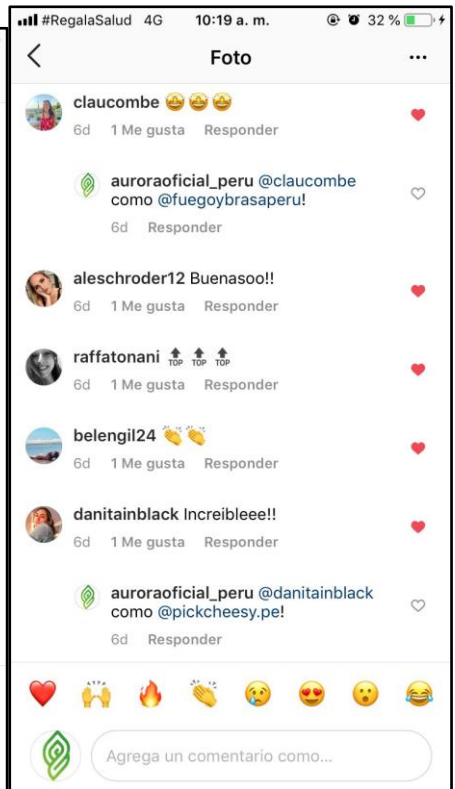 #RegalaSalud 4G 10:19 a. m. 32 %
Foto
claucombe 🤩🤩🤩
6d 1 Me gusta Responder
auroraoficial_peru @claucombe
como @fuegoybrasaperu!
6d Responder
aleschroder12 Buenasoo!!
6d 1 Me gusta Responder
raffatonani 🔝🔝🔝
6d 1 Me gusta Responder
belengil24 👏👏
6d 1 Me gusta Responder
danitainblack Increibleee!!
6d 1 Me gusta Responder
auroraoficial_peru @danitainblack
como @pickcheesy.pe!
6d Responder
Agrega un comentario como...